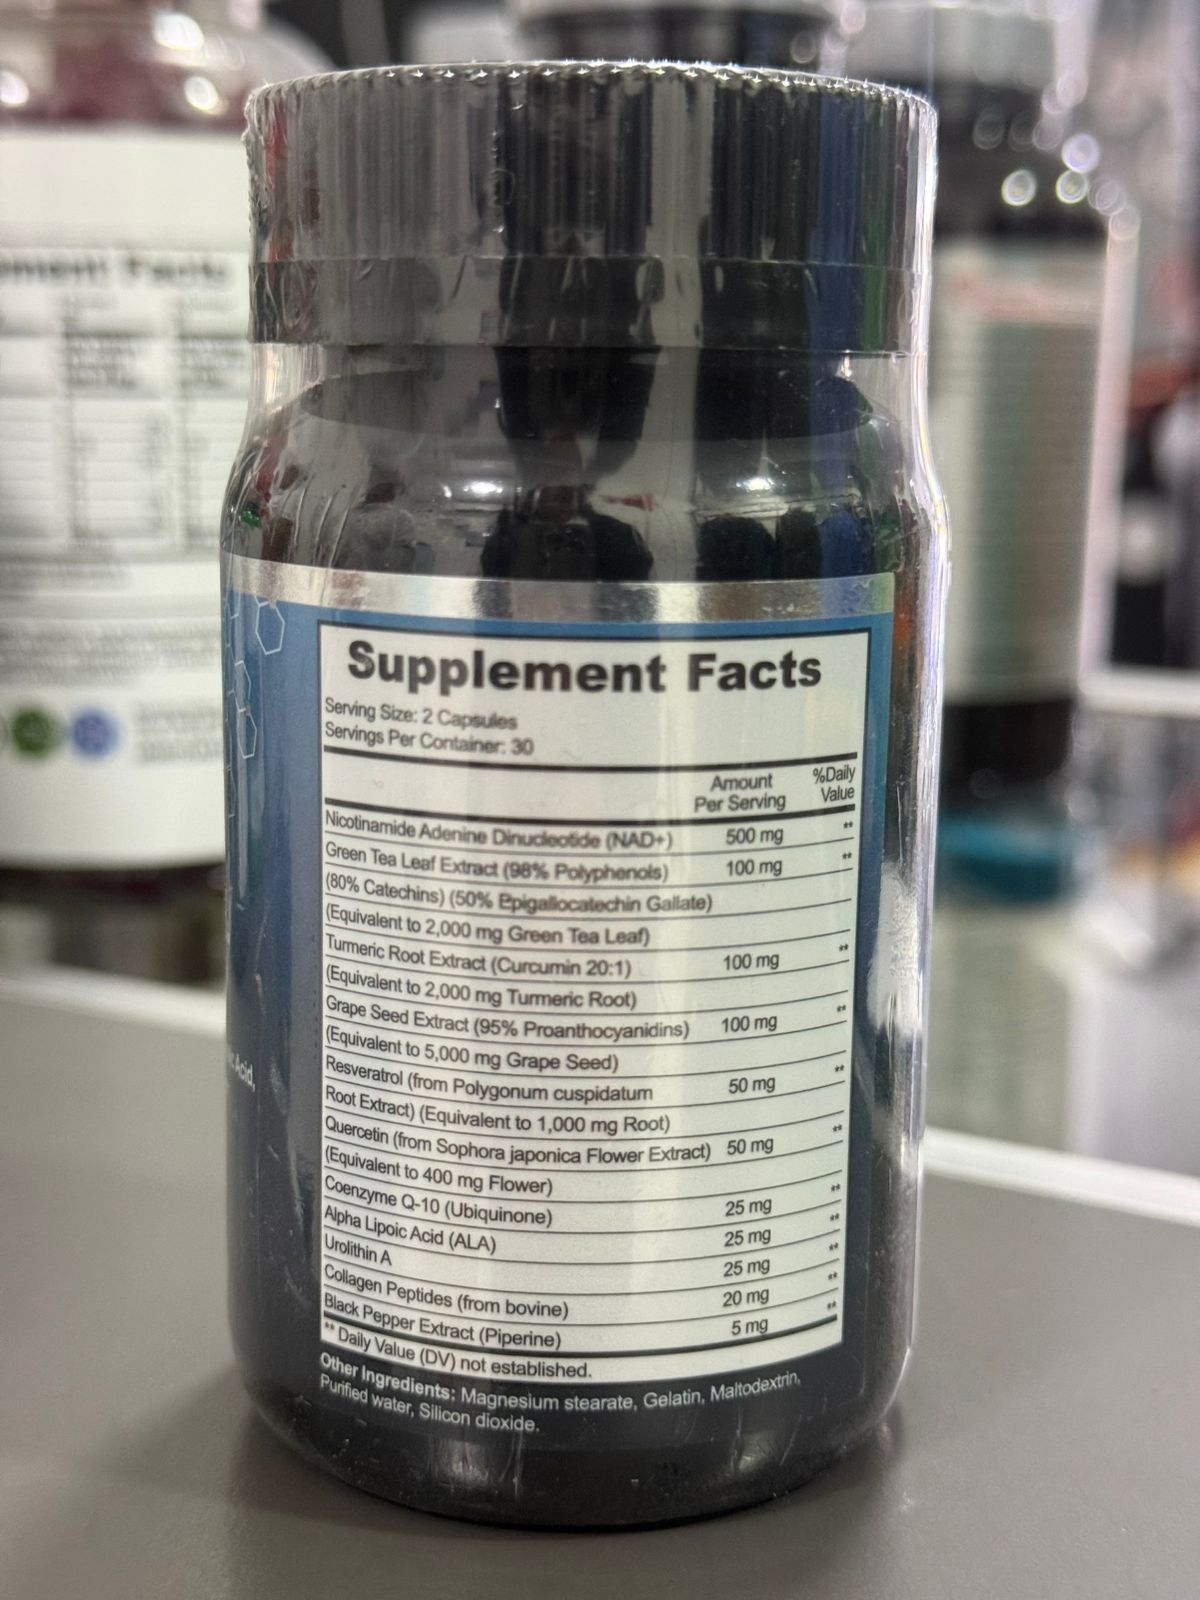 Supplement Facts
Serving Size: 2 Capsules
Servings Per Container: 30
Amount Per Serving %Daily Value
Nicotinamide Adenine Dinucleotide (NAD+) 500 mg **
Green Tea Leaf Extract (98% Polyphenols) 100 mg **
(80% Catechins) (50% Epigallocatechin Gallate)
(Equivalent to 2,000 mg Green Tea Leaf)
Turmeric Root Extract (Curcumin 20:1) 100 mg **
(Equivalent to 2,000 mg Turmeric Root)
Grape Seed Extract (95% Proanthocyanidins) 100 mg **
(Equivalent to 5,000 mg Grape Seed)
Resveratrol (from Polygonum cuspidatum 50 mg **
Root Extract) (Equivalent to 1,000 mg Root)
Quercetin (from Sophora japonica Flower Extract) 50 mg **
(Equivalent to 400 mg Flower)
Coenzyme Q-10 (Ubiquinone) 25 mg **
Alpha Lipoic Acid (ALA) 25 mg **
Urolithin A 25 mg **
Collagen Peptides (from bovine) 20 mg **
Black Pepper Extract (Piperine) 5 mg **
** Daily Value (DV) not established.
Other Ingredients: Magnesium stearate, Gelatin, Maltodextrin,
Purified water, Silicon dioxide.
Acid,
Facts